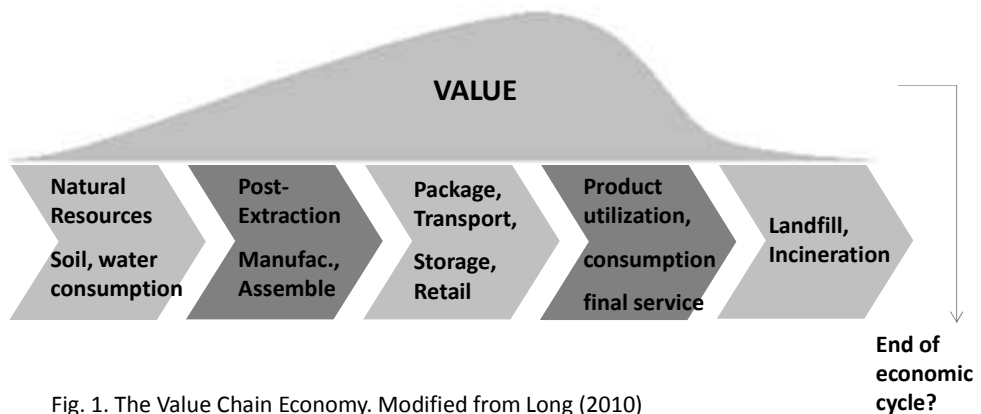 VALUE
Natural
Resources
Soil, water
consumption
Post-
Extraction
Manufac.,
Assemble
Package,
Transport,
Storage,
Retail
Product
utilization,
consumption
final service
Landfill,
Incineration
End of
economic
cycle?
Fig. 1. The Value Chain Economy. Modified from Long (2010)